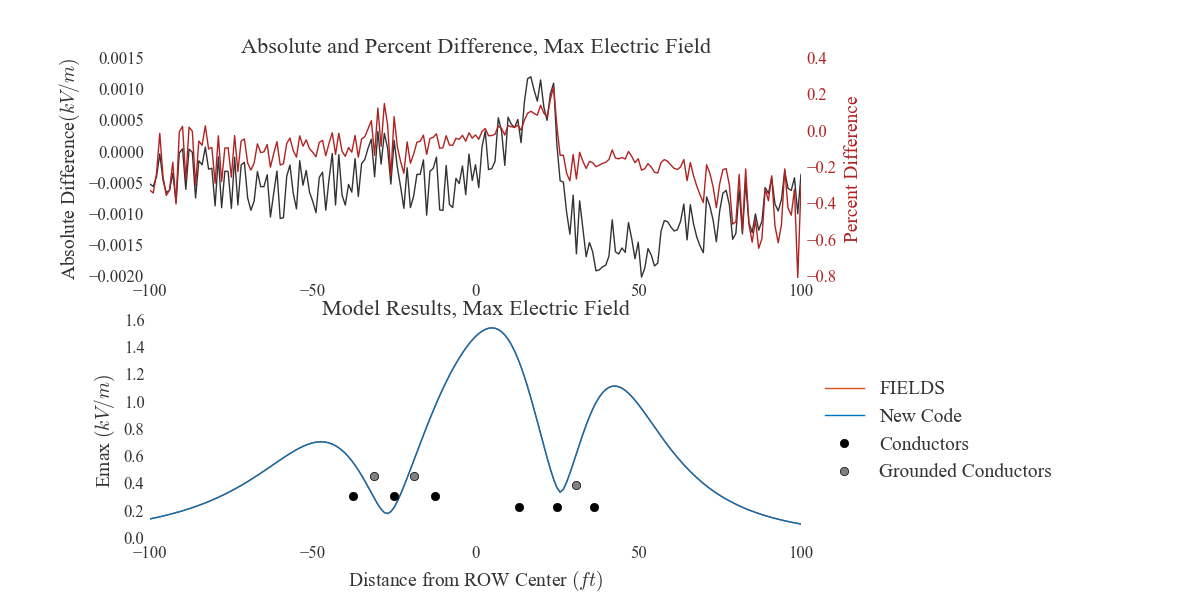 Absolute and Percent Difference, Max Electric Field
Absolute Difference(kV/m)
0.0015
0.0010
0.0005
0.0000
−0.0005
−0.0010
−0.0015
−0.0020
0.4
0.2
0.0
−0.2
−0.4
−0.6
−0.8
Percent Difference
−100 −50 0 50 100
Model Results, Max Electric Field
Emax (kV/m)
1.6
1.4
1.2
1.0
0.8
0.6
0.4
0.2
0.0
−100 −50 0 50 100
Distance from ROW Center (ft)
FIELDS
New Code
Conductors
Grounded Conductors